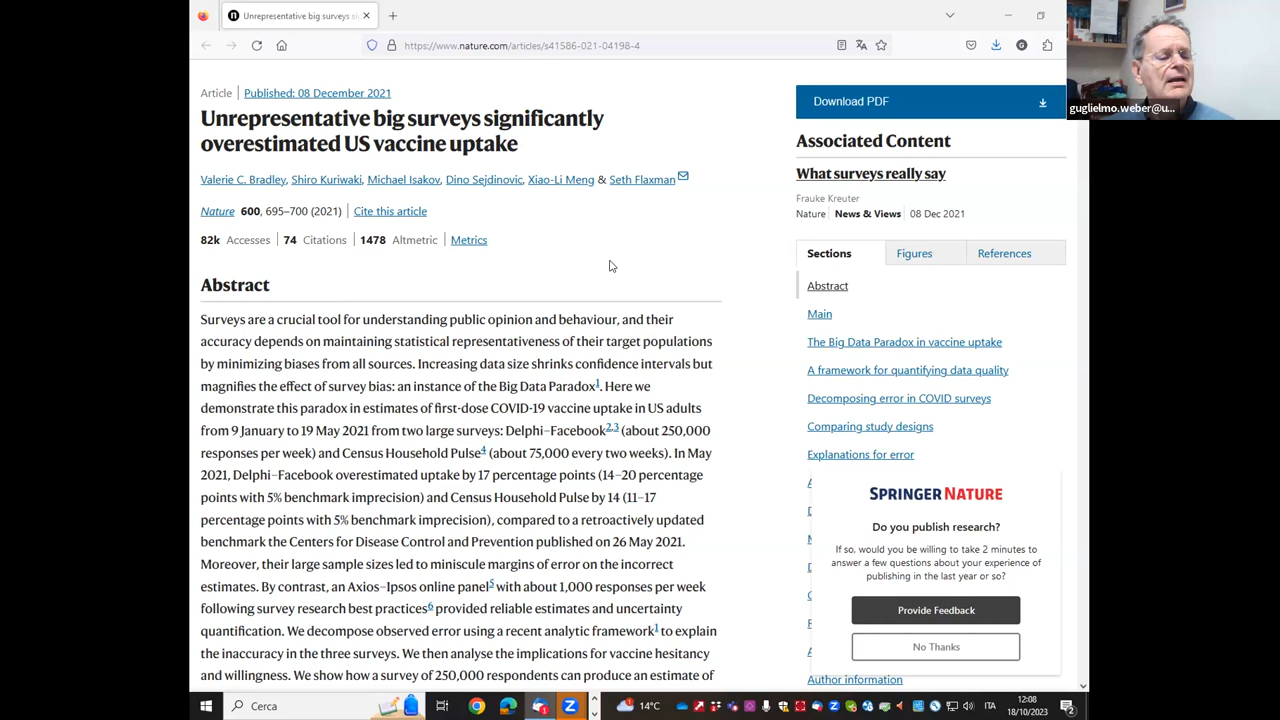 Unrepresentative big surveys si
https://www.nature.com/articles/s41586-021-04198-4
guglielmo.weber@u...
Article | Published: 08 December 2021
Unrepresentative big surveys significantly
overestimated US vaccine uptake
Valerie C. Bradley, Shiro Kuriwaki, Michael Isakov, Dino Sejdinovic, Xiao-Li Meng & Seth Flaxman
Nature 600, 695–700 (2021) | Cite this article
82k Accesses | 74 Citations | 1478 Altmetric | Metrics
Abstract
Surveys are a crucial tool for understanding public opinion and behaviour, and their
accuracy depends on maintaining statistical representativeness of their target populations
by minimizing biases from all sources. Increasing data size shrinks confidence intervals but
magnifies the effect of survey bias: an instance of the Big Data Paradox1. Here we
demonstrate this paradox in estimates of first-dose COVID-19 vaccine uptake in US adults
from 9 January to 19 May 2021 from two large surveys: Delphi–Facebook2,3 (about 250,000
responses per week) and Census Household Pulse4 (about 75,000 every two weeks). In May
2021, Delphi–Facebook overestimated uptake by 17 percentage points (14–20 percentage
points with 5% benchmark imprecision) and Census Household Pulse by 14 (11–17
percentage points with 5% benchmark imprecision), compared to a retroactively updated
benchmark the Centers for Disease Control and Prevention published on 26 May 2021.
Moreover, their large sample sizes led to miniscule margins of error on the incorrect
estimates. By contrast, an Axios–Ipsos online panel5 with about 1,000 responses per week
following survey research best practices6 provided reliable estimates and uncertainty
quantification. We decompose observed error using a recent analytic framework1 to explain
the inaccuracy in the three surveys. We then analyse the implications for vaccine hesitancy
and willingness. We show how a survey of 250,000 respondents can produce an estimate of
Download PDF
Associated Content
What surveys really say
Frauke Kreuter
Nature | News & Views | 08 Dec 2021
Sections Figures References
Abstract
Main
The Big Data Paradox in vaccine uptake
A framework for quantifying data quality
Decomposing error in COVID surveys
Comparing study designs
Explanations for error
SPRINGER NATURE
Do you publish research?
If so, would you be willing to take 2 minutes to
answer a few questions about your experience of
publishing in the last year or so?
Provide Feedback
No Thanks
Author information
Cerca
14°C
ITA
12:08
18/10/2023